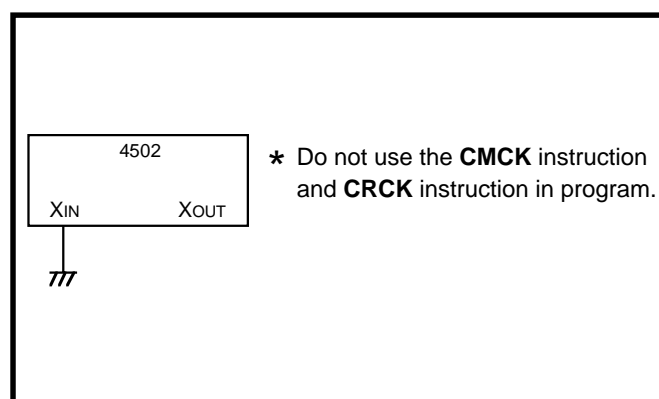 4502
XIN XOUT
* Do not use the CMCK instruction
and CRCK instruction in program.